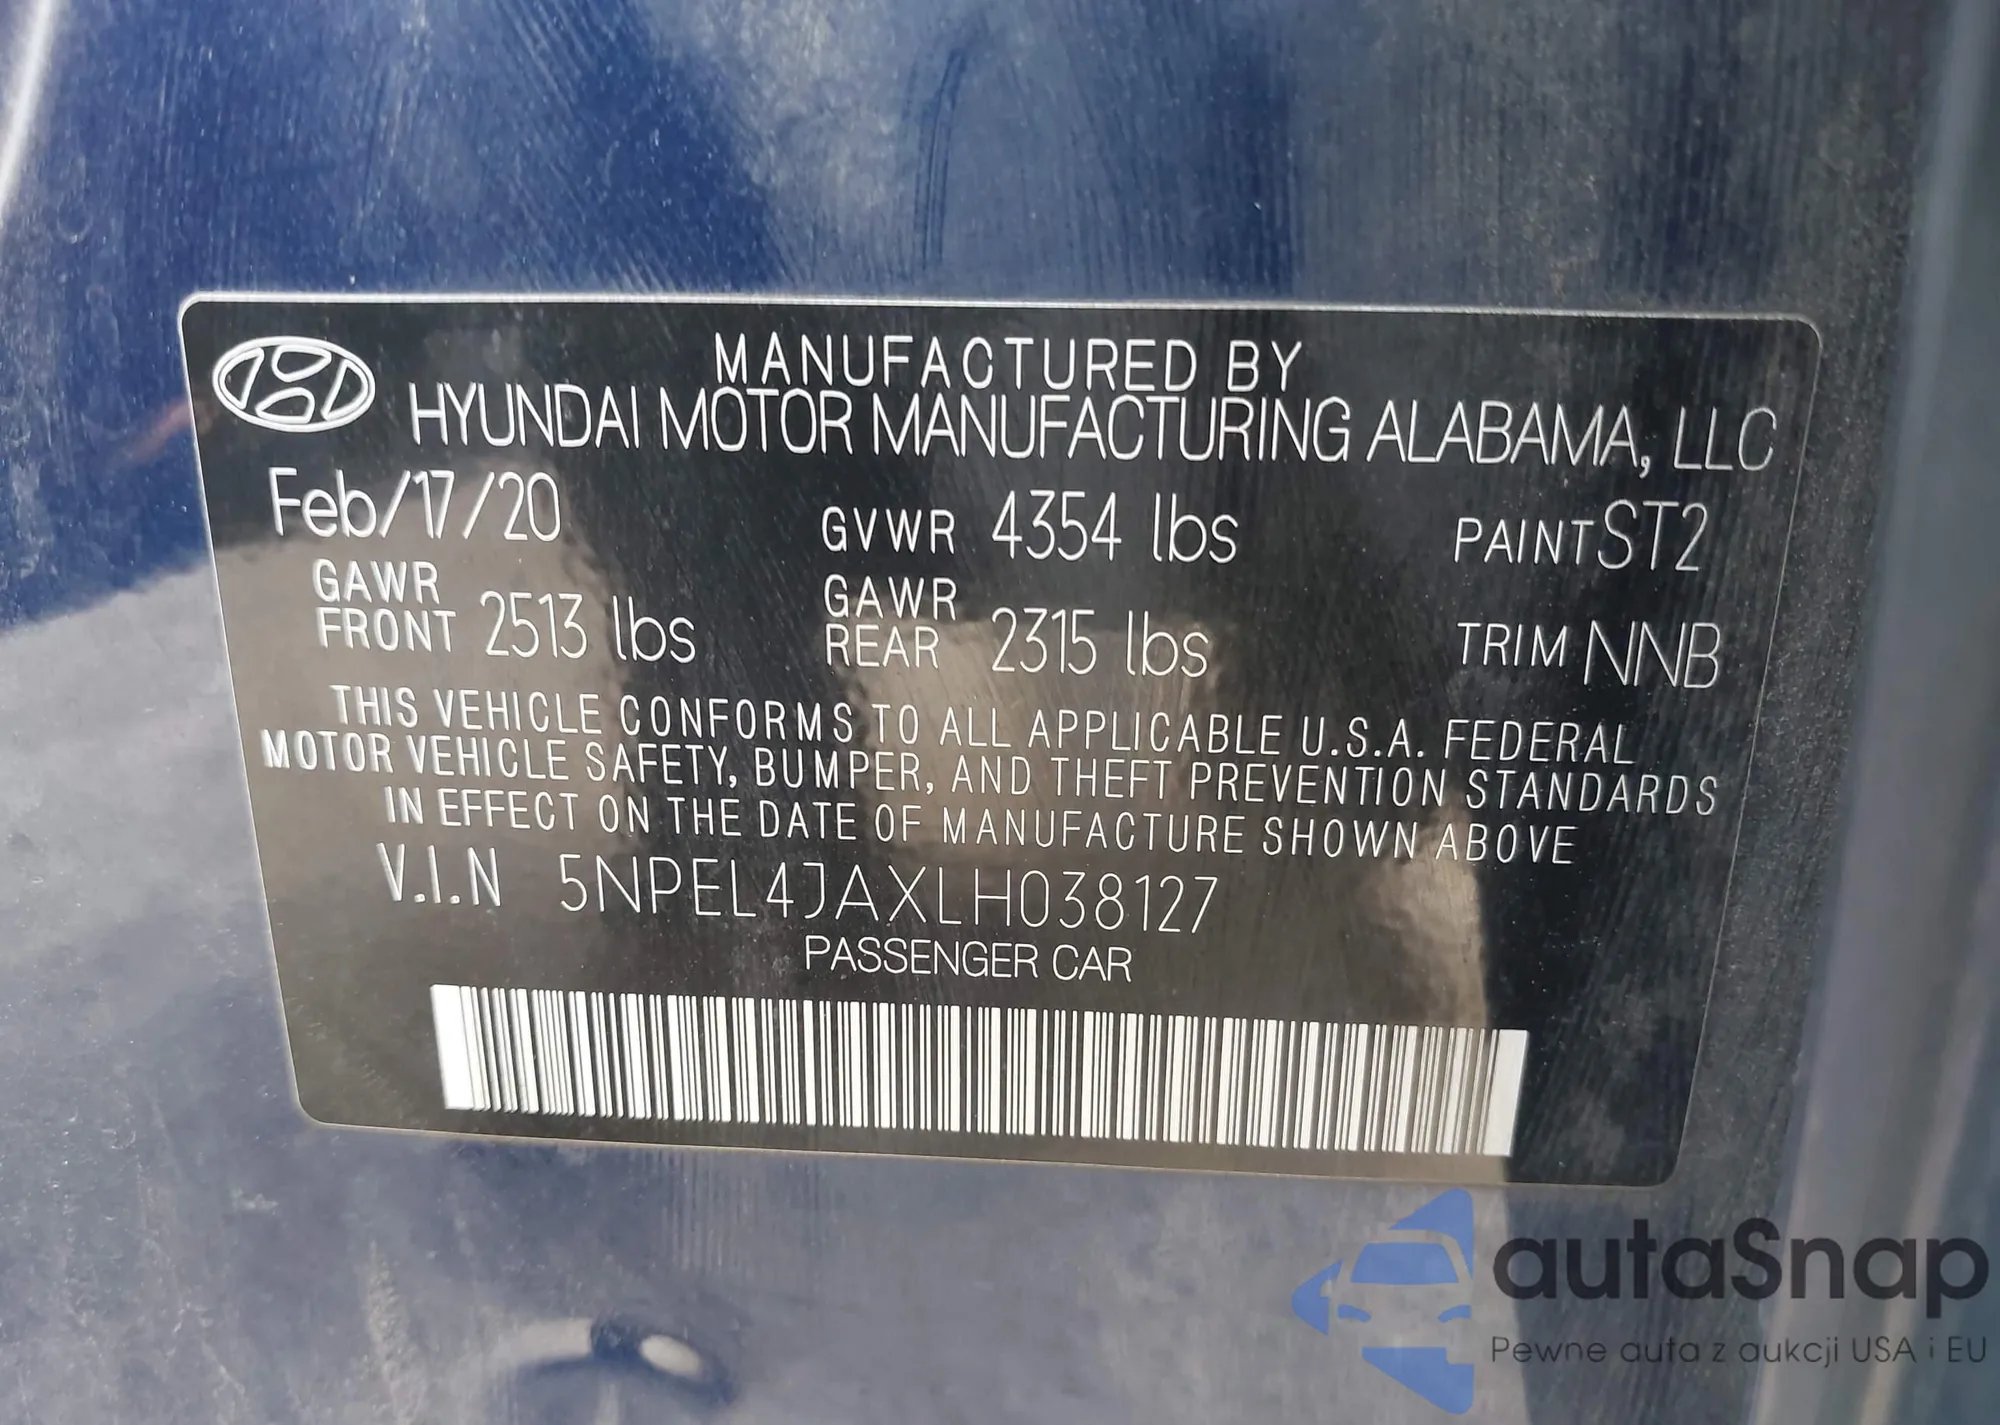 MANUFACTURED BY
HYUNDAI MOTOR MANUFACTURING ALABAMA, LLC
Feb/17/20 GVWR 4354 lbs PAINT ST2
GAWR FRONT 2513 lbs GAWR REAR 2315 lbs TRIM NNB
THIS VEHICLE CONFORMS TO ALL APPLICABLE U.S.A. FEDERAL
MOTOR VEHICLE SAFETY, BUMPER, AND THEFT PREVENTION STANDARDS
IN EFFECT ON THE DATE OF MANUFACTURE SHOWN ABOVE
V.I.N 5NPEL4JAXLH038127
PASSENGER CAR
autaSnap
Pewne auta z aukcji USA i EU